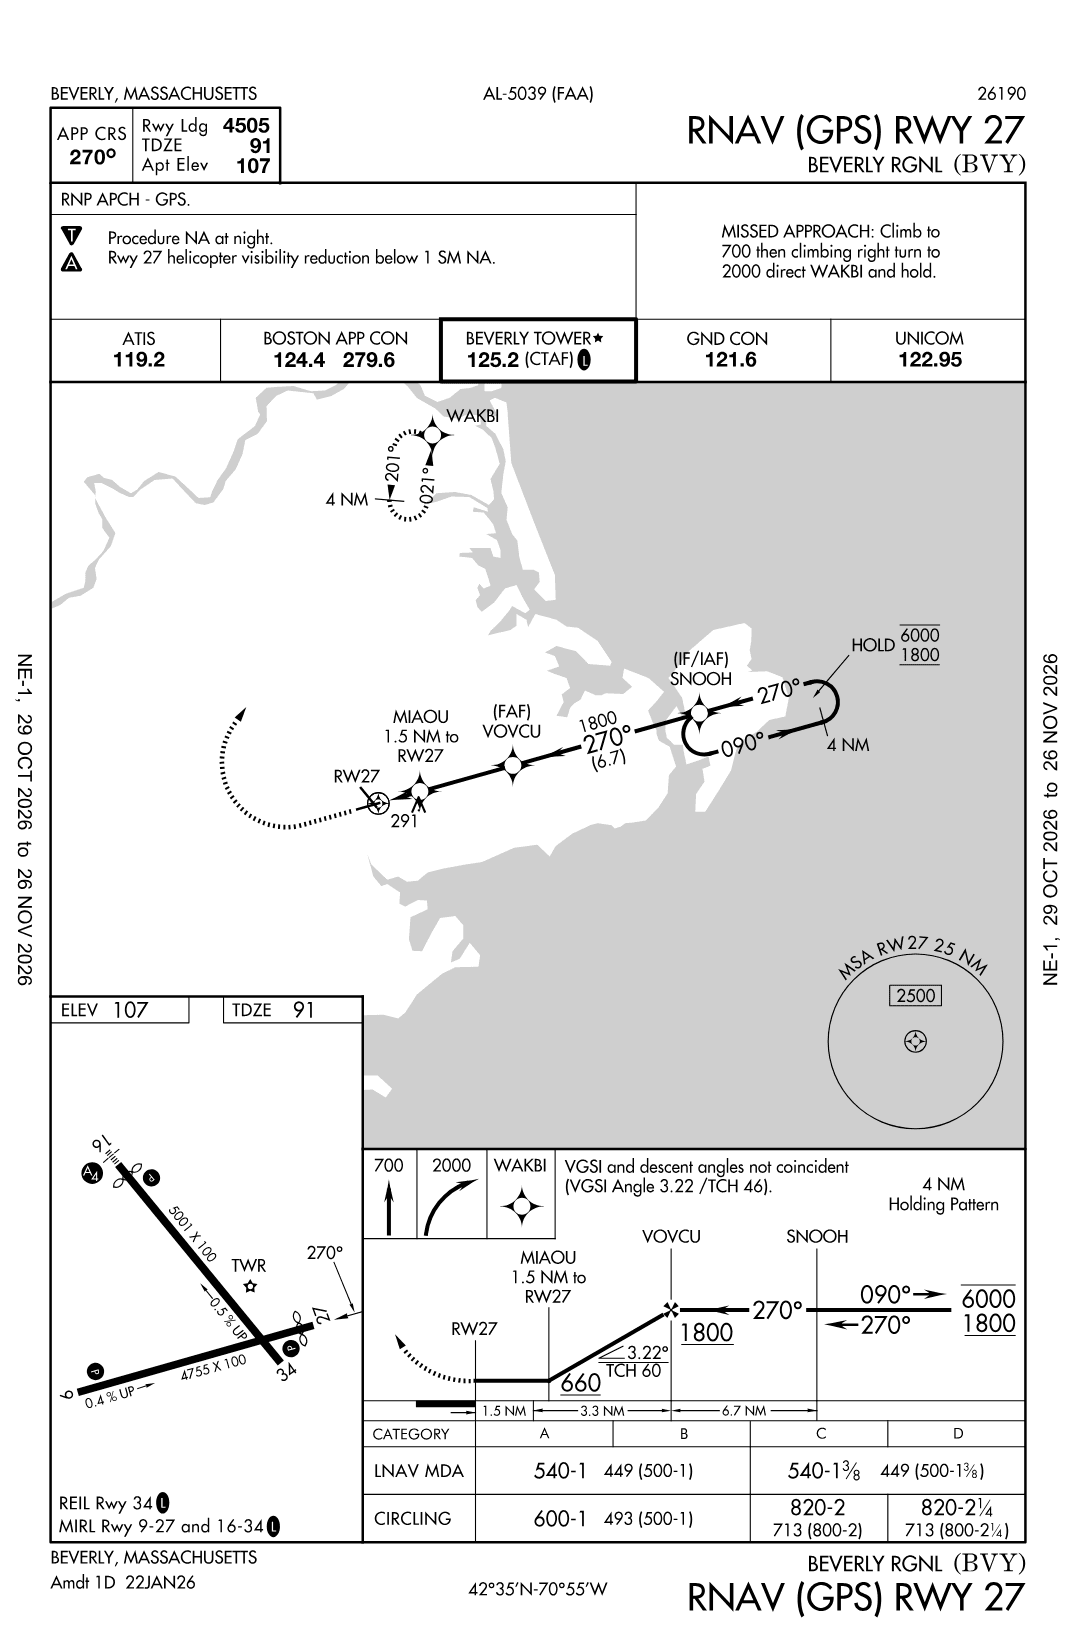 BEVERLY, MASSACHUSETTS
AL-5039 (FAA)
26190
RNAV (GPS) RWY 27
BEVERLY RGNL (BVY)
APP CRS
270°
Rwy Ldg 4505
TDZE 91
Apt Elev 107
RNP APCH - GPS.
T
A
Procedure NA at night.
Rwy 27 helicopter visibility reduction below 1 SM NA.
MISSED APPROACH: Climb to
700 then climbing right turn to
2000 direct WAKBI and hold.
ATIS
119.2
BOSTON APP CON
124.4 279.6
BEVERLY TOWER★
125.2 (CTAF) L
GND CON
121.6
UNICOM
122.95
WAKBI
201°
021°
4 NM
HOLD 6000
1800
(IF/IAF)
SNOOH
270°
090°
4 NM
(FAF)
VOVCU
1800
270°
(6.7)
MIAOU
1.5 NM to
RW27
RW27
291
MSA RW27 25 NM
2500
NE-1, 29 OCT 2026 to 26 NOV 2026
NE-1, 29 OCT 2026 to 26 NOV 2026
ELEV 107
TDZE 91
16
A4
P
5001 X 100
TWR
270°
0.5% UP
27
P
34
P
4755 X 100
9
0.4% UP
REIL Rwy 34 L
MIRL Rwy 9-27 and 16-34 L
700
2000
WAKBI
VGSI and descent angles not coincident
(VGSI Angle 3.22 /TCH 46).
4 NM
Holding Pattern
VOVCU
SNOOH
MIAOU
1.5 NM to
RW27
RW27
090°
270°
270°
6000
1800
1800
3.22°
TCH 60
660
1.5 NM
3.3 NM
6.7 NM
CATEGORY A B C D
LNAV MDA 540-1 449 (500-1) 540-1⅜ 449 (500-1⅜)
CIRCLING 600-1 493 (500-1) 820-2 713 (800-2) 820-2¼ 713 (800-2¼)
BEVERLY, MASSACHUSETTS
Amdt 1D 22JAN26
42°35'N-70°55'W
BEVERLY RGNL (BVY)
RNAV (GPS) RWY 27